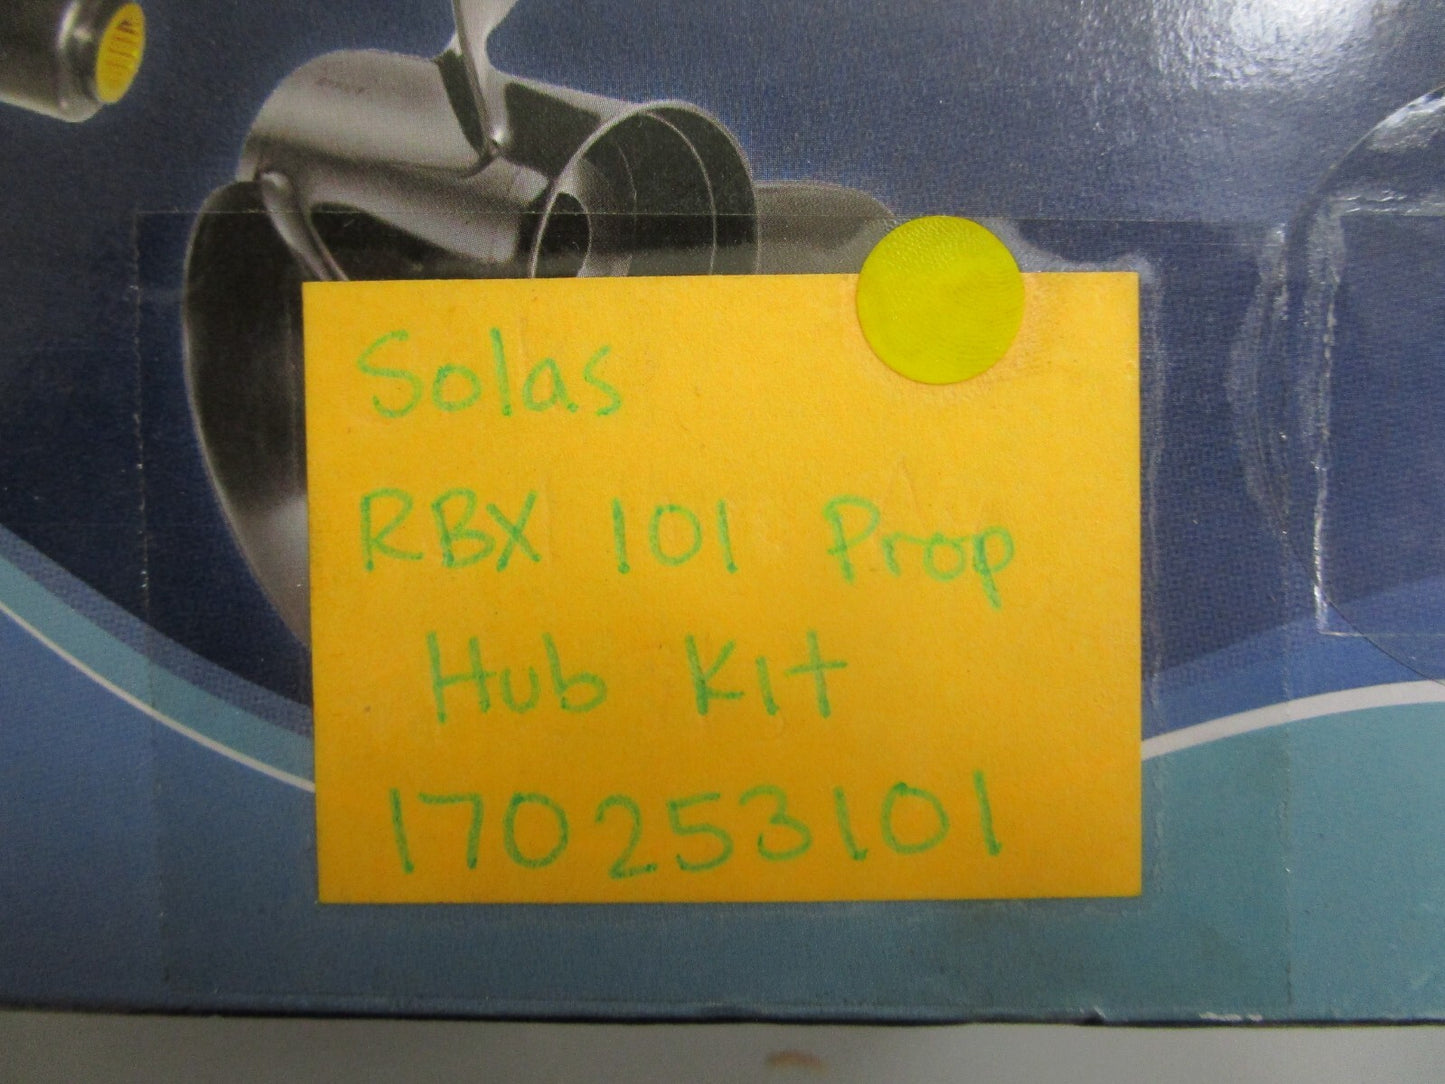 Solas
RBX 101 Prop
Hub Kit
170253101